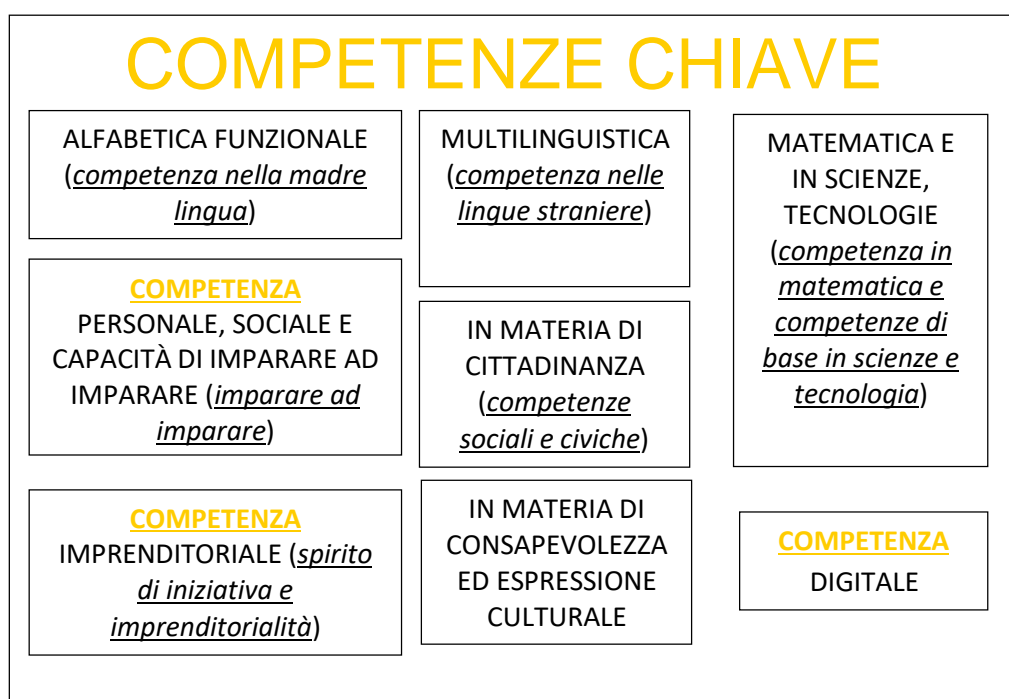 COMPETENZE CHIAVE
ALFABETICA FUNZIONALE
(competenza nella madre
lingua)
MULTILINGUISTICA
(competenza nelle
lingue straniere)
MATEMATICA E
IN SCIENZE,
TECNOLOGIE
(competenza in
matematica e
competenze di
base in scienze e
tecnologia)
COMPETENZA
PERSONALE, SOCIALE E
CAPACITÀ DI IMPARARE AD
IMPARARE (imparare ad
imparare)
IN MATERIA DI
CITTADINANZA
(competenze
sociali e civiche)
COMPETENZA
IMPRENDITORIALE (spirito
di iniziativa e
imprenditorialità)
IN MATERIA DI
CONSAPEVOLEZZA
ED ESPRESSIONE
CULTURALE
COMPETENZA
DIGITALE